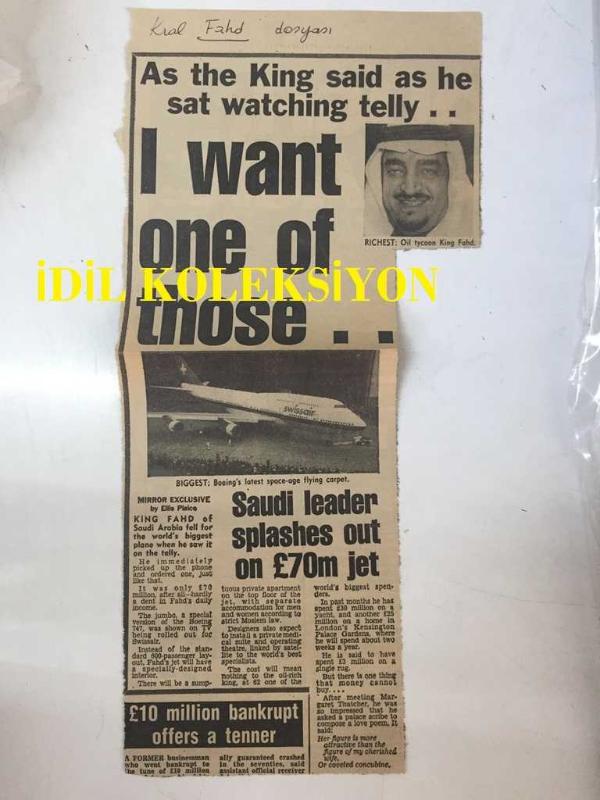 Kral Fahd dosyası
As the King said as he
sat watching telly . .
I want
one of
those . .
RICHEST: Oil tycoon King Fahd.
İDİL KOLEKSİYON
swissair
BIGGEST: Boeing's latest space-age flying carpet.
MIRROR EXCLUSIVE
by Ellis Plaice
Saudi leader
splashes out
on £70m jet
KING FAHD of
Saudi Arabia fell for
the world's biggest
plane when he saw it
on the telly.
He immediately
picked up the phone
and ordered one, just
like that.
It was only £70
million, after all—hardly
a dent in Fahd's daily
income.
The jumbo, a special
version of the Boeing
747, was shown on TV
being rolled out for
Swissair.
Instead of the stan-
dard 600-passenger lay-
out, Fahd's jet will have
a specially-designed
interior.
There will be a sump-
tuous private apartment
on the top floor of the
jet, with separate
accommodation for men
and women according to
strict Moslem law.
Designers also expect
to install a private medi-
cal suite and operating
theatre, linked by satel-
lite to the world's best
specialists.
The cost will mean
nothing to the oil-rich
king, at 62 one of the
world's biggest spen-
ders.
In past months he has
spent £30 million on a
yacht, and another £25
million on a home in
London's Kensington
Palace Gardens, where
he will spend about two
weeks a year.
He is said to have
spent £3 million on a
single rug.
But there is one thing
that money cannot
buy. . . .
After meeting Mar-
garet Thatcher, he was
so impressed that he
asked a palace scribe to
compose a love poem. It
said:
Her figure is more
attractive than the
figure of my cherished
wife,
Or coveted concubine,
£10 million bankrupt
offers a tenner
A FORMER businessman
who went bankrupt to
the tune of £10 million
ally guaranteed crashed
in the seventies, said
assistant official receiver